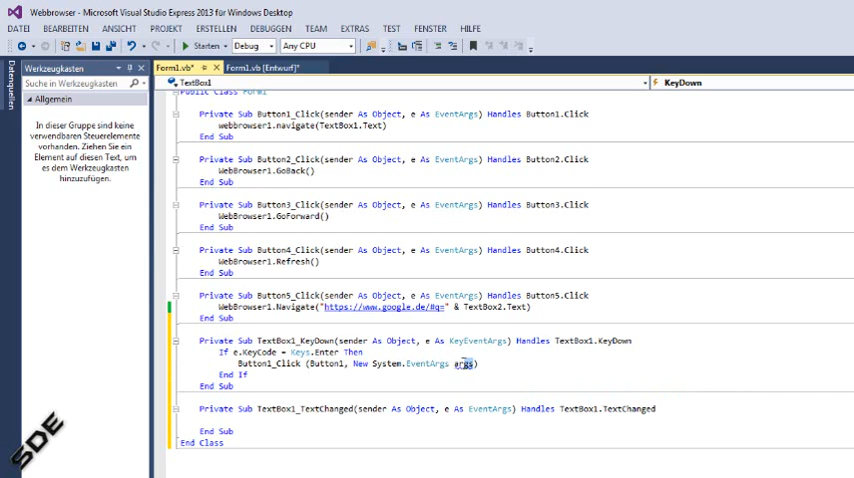 Webbrowser - Microsoft Visual Studio Express 2013 für Windows Desktop
DATEI BEARBEITEN ANSICHT PROJEKT ERSTELLEN DEBUGGEN TEAM EXTRAS TEST FENSTER HILFE
Starten Debug Any CPU
Datenquellen
Werkzeugkasten
Suche in Werkzeugkasten
Allgemein
In dieser Gruppe sind keine
verwendbaren Steuerelemente
vorhanden. Ziehen Sie ein
Element auf diesen Text, um
es dem Werkzeugkasten
hinzuzufügen.
Form1.vb* Form1.vb [Entwurf]*
TextBox1 KeyDown
Public Class Form1
Private Sub Button1_Click(sender As Object, e As EventArgs) Handles Button1.Click
webbrowser1.navigate(TextBox1.Text)
End Sub
Private Sub Button2_Click(sender As Object, e As EventArgs) Handles Button2.Click
WebBrowser1.GoBack()
End Sub
Private Sub Button3_Click(sender As Object, e As EventArgs) Handles Button3.Click
WebBrowser1.GoForward()
End Sub
Private Sub Button4_Click(sender As Object, e As EventArgs) Handles Button4.Click
WebBrowser1.Refresh()
End Sub
Private Sub Button5_Click(sender As Object, e As EventArgs) Handles Button5.Click
WebBrowser1.Navigate("https://www.google.de/#q=" & TextBox2.Text)
End Sub
Private Sub TextBox1_KeyDown(sender As Object, e As KeyEventArgs) Handles TextBox1.KeyDown
If e.KeyCode = Keys.Enter Then
Button1_Click (Button1, New System.EventArgs args)
End If
End Sub
Private Sub TextBox1_TextChanged(sender As Object, e As EventArgs) Handles TextBox1.TextChanged
End Sub
End Class
SDE